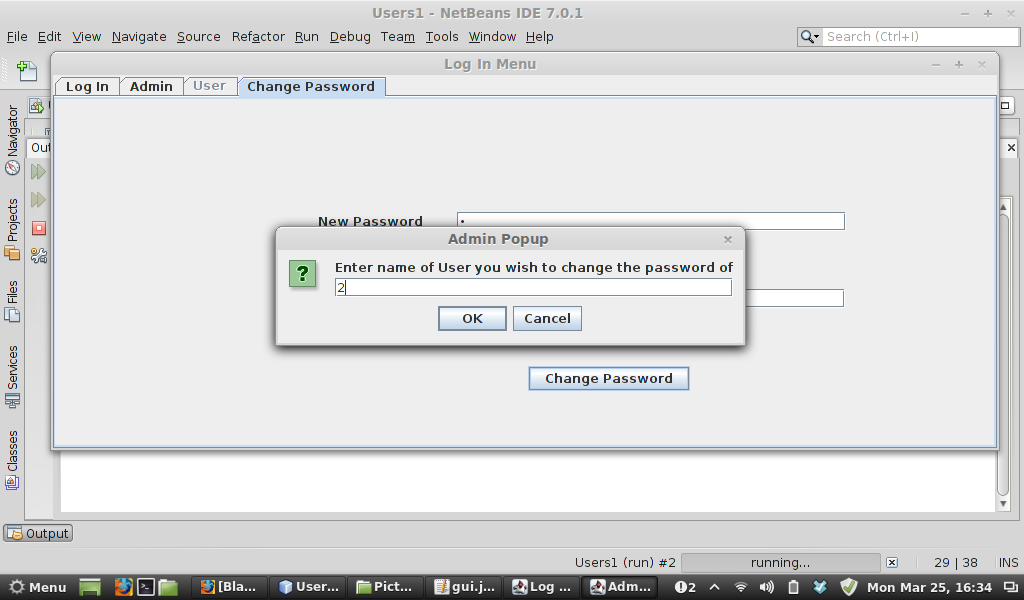 Users1 - NetBeans IDE 7.0.1
File Edit View Navigate Source Refactor Run Debug Team Tools Window Help
Search (Ctrl+I)
Log In Menu
Log In Admin User Change Password
Navigator
Projects
Files
Services
Classes
Out
New Password
Admin Popup
Enter name of User you wish to change the password of
2
OK Cancel
Change Password
Output
Users1 (run) #2 running... 29 | 38 INS
Menu [Bla... User... Pict... gui.j... Log ... Adm... 2 Mon Mar 25, 16:34